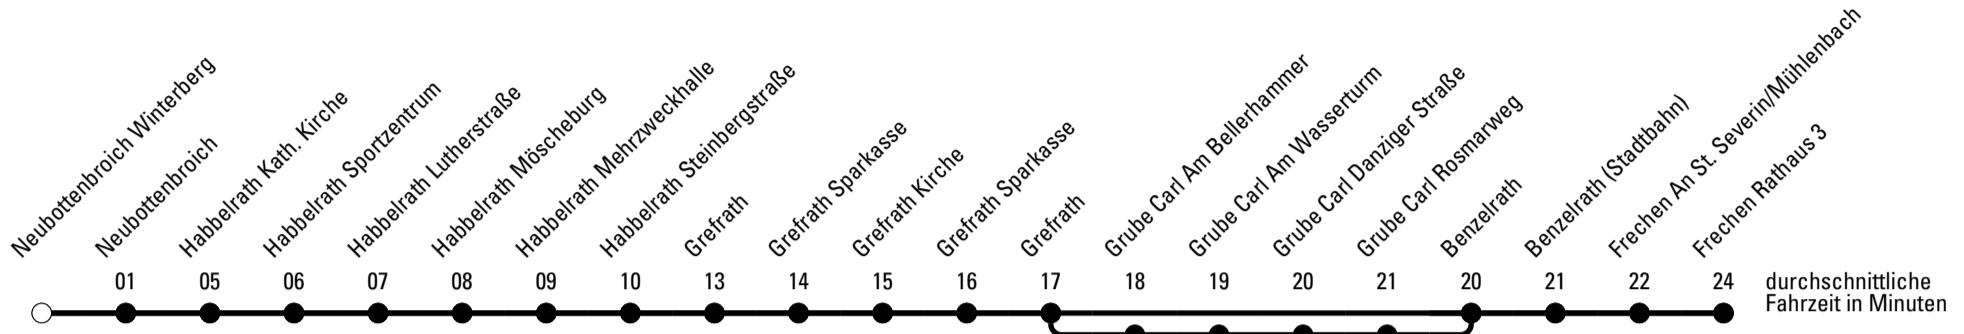 Neubottenbroich Winterberg
Neubottenbroich
Habbelrath Kath. Kirche
Habbelrath Sportzentrum
Habbelrath Lutherstraße
Habbelrath Möscheburg
Habbelrath Mehrzweckhalle
Habbelrath Steinbergstraße
Grefrath
Grefrath Sparkasse
Grefrath Kirche
Grefrath Sparkasse
Grefrath
Grube Carl Am Bellerhammer
Grube Carl Am Wasserturm
Grube Carl Danziger Straße
Grube Carl Rosmarweg
Benzelrath
Benzelrath (Stadtbahn)
Frechen An St. Severin/Mühlenbach
Frechen Rathaus 3
01 05 06 07 08 09 10 13 14 15 16 17 18 19 20 21 20 21 22 24
durchschnittliche
Fahrzeit in Minuten